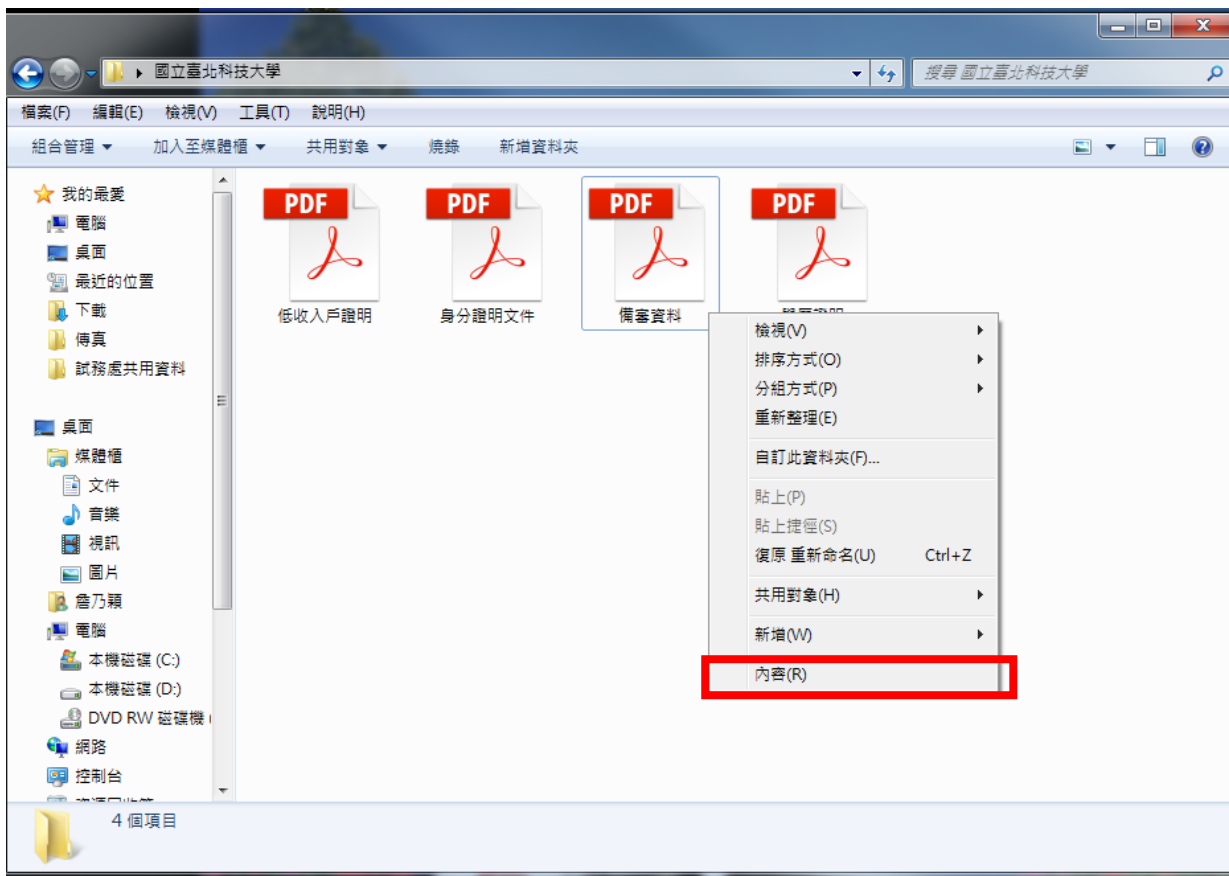 國立臺北科技大學
搜尋 國立臺北科技大學
檔案(F) 編輯(E) 檢視(V) 工具(T) 說明(H)
組合管理 加入至媒體櫃 共用對象 燒錄 新增資料夾
我的最愛
電腦
桌面
最近的位置
下載
傳真
試務處共用資料
桌面
媒體櫃
文件
音樂
視訊
圖片
詹乃穎
電腦
本機磁碟 (C:)
本機磁碟 (D:)
DVD RW 磁碟機 (
網路
控制台
PDF PDF PDF PDF
低收入戶證明 身分證明文件 備審資料
檢視(V)
排序方式(O)
分組方式(P)
重新整理(E)
自訂此資料夾(F)...
貼上(P)
貼上捷徑(S)
復原 重新命名(U) Ctrl+Z
共用對象(H)
新增(W)
內容(R)
4 個項目